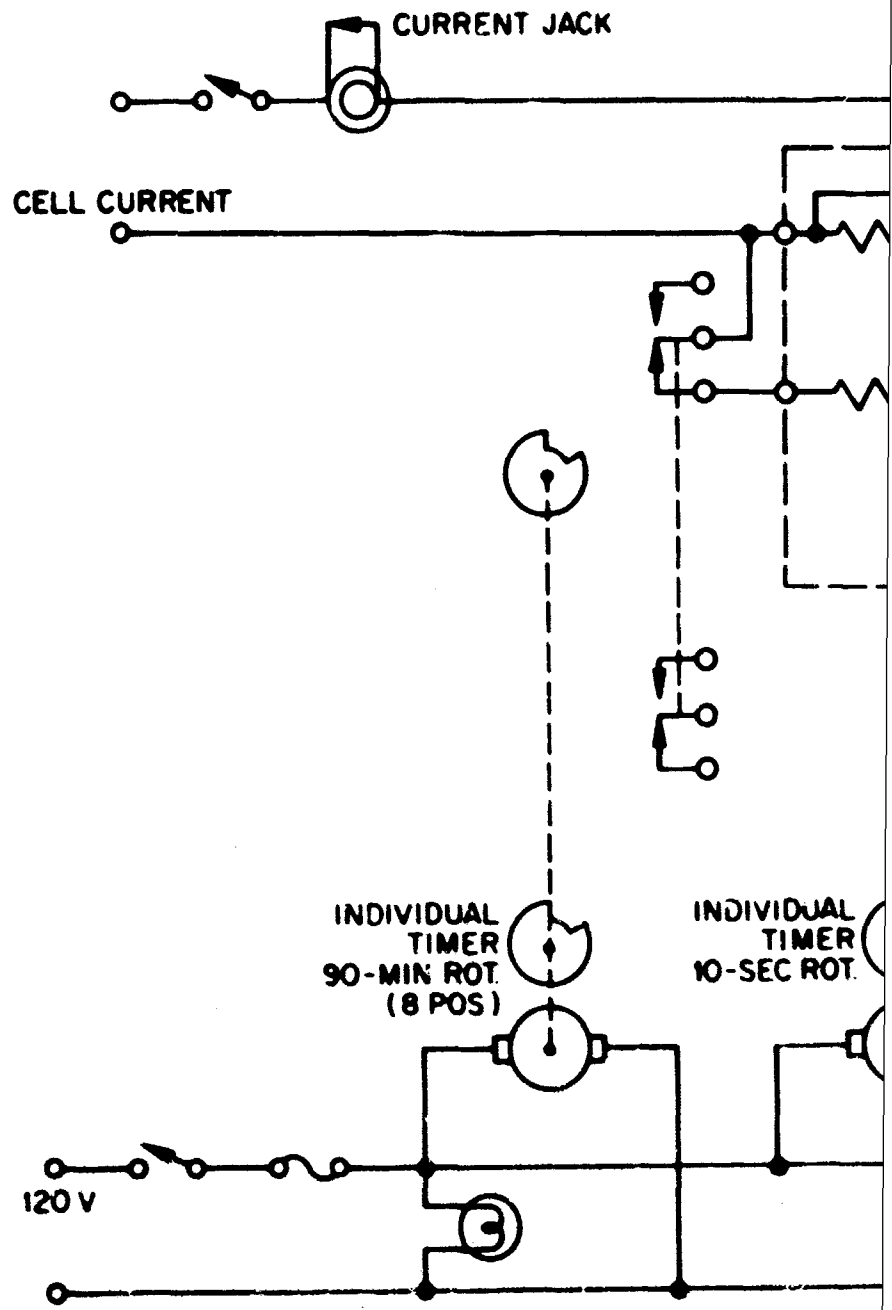 CURRENT JACK
CELL CURRENT
INDIVIDUAL
TIMER
90-MIN ROT.
(8 POS)
INDIVIDUAL
TIMER
10-SEC ROT.
120 V